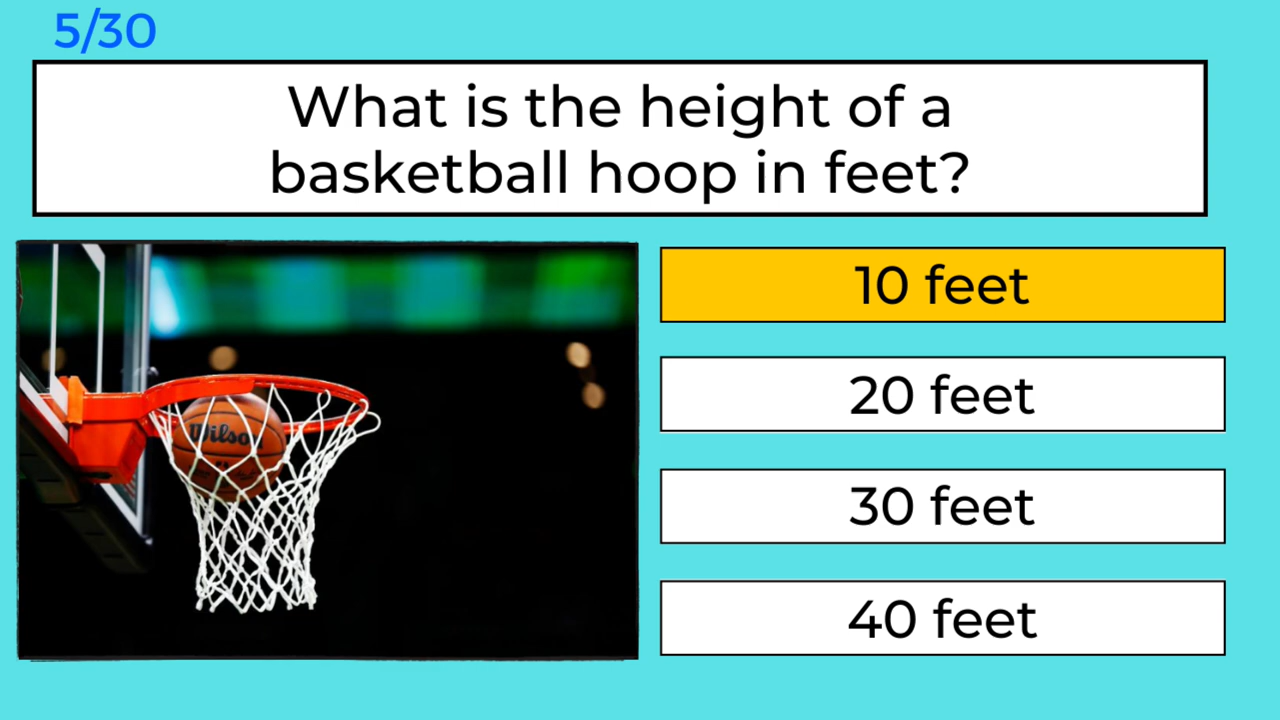 5/30
What is the height of a
basketball hoop in feet?
10 feet
Wilson
20 feet
30 feet
40 feet